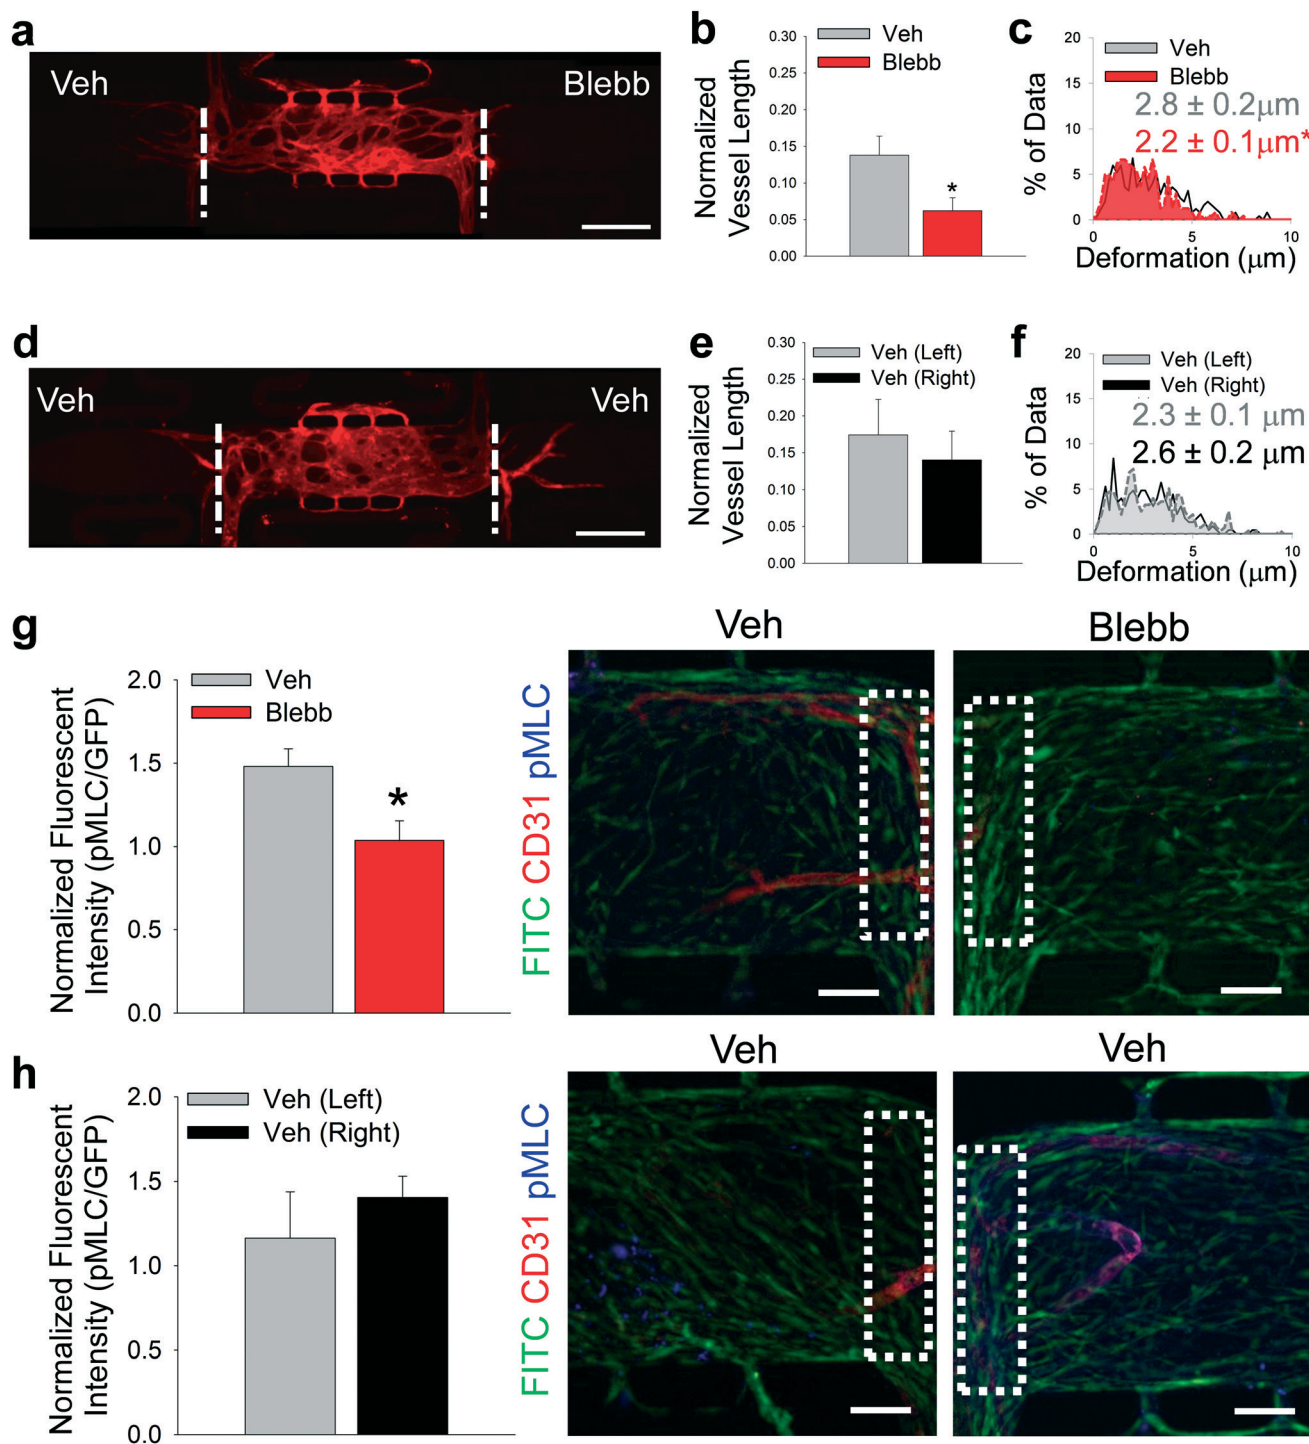 a
Veh
Blebb
b
0.30
0.25
0.20
0.15
0.10
0.05
0.00
Normalized
Vessel Length
Veh
Blebb
*
c
20
15
10
5
0
% of Data
Veh
Blebb
2.8 ± 0.2μm
2.2 ± 0.1μm*
0
5
10
Deformation (μm)
d
Veh
Veh
e
0.30
0.25
0.20
0.15
0.10
0.05
0.00
Normalized
Vessel Length
Veh (Left)
Veh (Right)
f
20
15
10
5
0
% of Data
Veh (Left)
Veh (Right)
2.3 ± 0.1 μm
2.6 ± 0.2 μm
0
5
10
Deformation (μm)
g
2.0
1.5
1.0
0.5
0.0
Normalized Fluorescent
Intensity (pMLC/GFP)
Veh
Blebb
*
FITC CD31 pMLC
Veh
Blebb
h
2.0
1.5
1.0
0.5
0.0
Normalized Fluorescent
Intensity (pMLC/GFP)
Veh (Left)
Veh (Right)
FITC CD31 pMLC
Veh
Veh